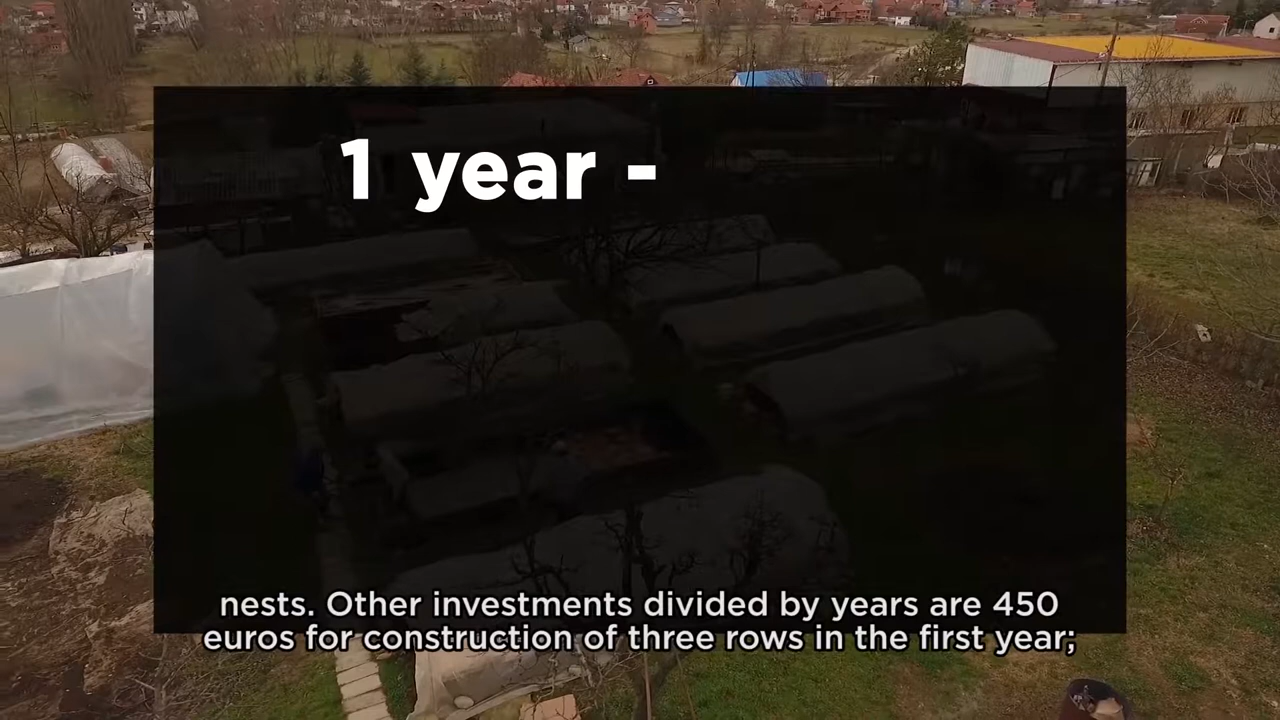 1 year -
nests. Other investments divided by years are 450
euros for construction of three rows in the first year;